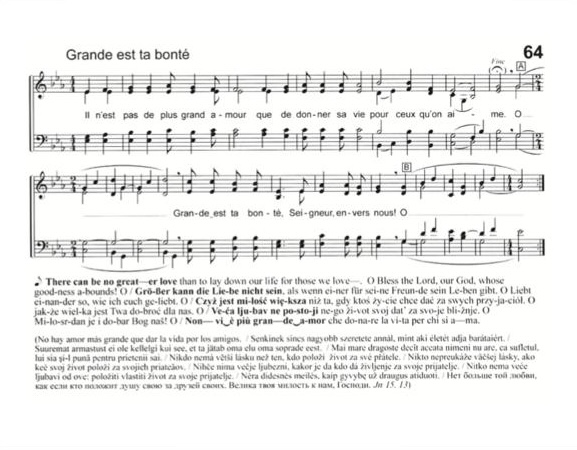 Grande est ta bonté
64
Fine
A
Il n'est pas de plus grand a - mour que de don - ner sa vie pour ceux qu'on ai - me. O
B
Gran-de est ta bon - té, Sei-gneur, en-vers nous! O
There can be no great—er love than to lay down our life for those we love—. O Bless the Lord, our God, whose
good-ness a-bounds! O / Grö-ßer kann die Lie-be nicht sein, als wenn ei-ner für sei-ne Freun-de sein Le-ben gibt. O Liebt
ei-nan-der so, wie ich euch ge-liebt. O / Czyż jest mi-łość więk-sza niż ta, gdy ktoś ży-cie chce dać za swych przy-ja-ciół. O
jak-że wiel-ka jest Twa do-broć dla nas. O / Ve-ća lju-bav ne po-sto-ji ne-go ži-vot svoj dat' za svo-je bli-žnje. O
Mi-lo-sr-dan je i do-bar Bog naš! O / Non— vi è più gran—de a-mor che do-na-re la vi-ta per chi si a—ma.
(No hay amor más grande que dar la vida por los amigos. / Senkinek sincs nagyobb szeretete annál, mint aki életét adja barátaiért. /
Suuremat armastust ei ole kellelgi kui see, et ta jätab oma elu oma sõprade eest. / Mai mare dragoste decît aceata nimeni nu are, ca sufletul,
lui sia şi-l pună pentru prietenii sai. / Nikdo nemá větší lásku než ten, kdo položí život za své přátele. / Nikto nepreukáže väčšej lásky, ako
keď svoj život položí za svojich priateľov. / Nihče nima večje ljubezni, kakor je da kdo dá življenje za svoje prijatelje. / Nitko nema veće
ljubavi od ove: položiti vlastiti život za svoje prijatelje. / Nėra didesnės meilės, kaip gyvybę už draugus atiduoti. / Нет больше той любви,
как если кто положит душу свою за друзей своих. Велика твоя милость к нам, Господи. Jn 15, 13)